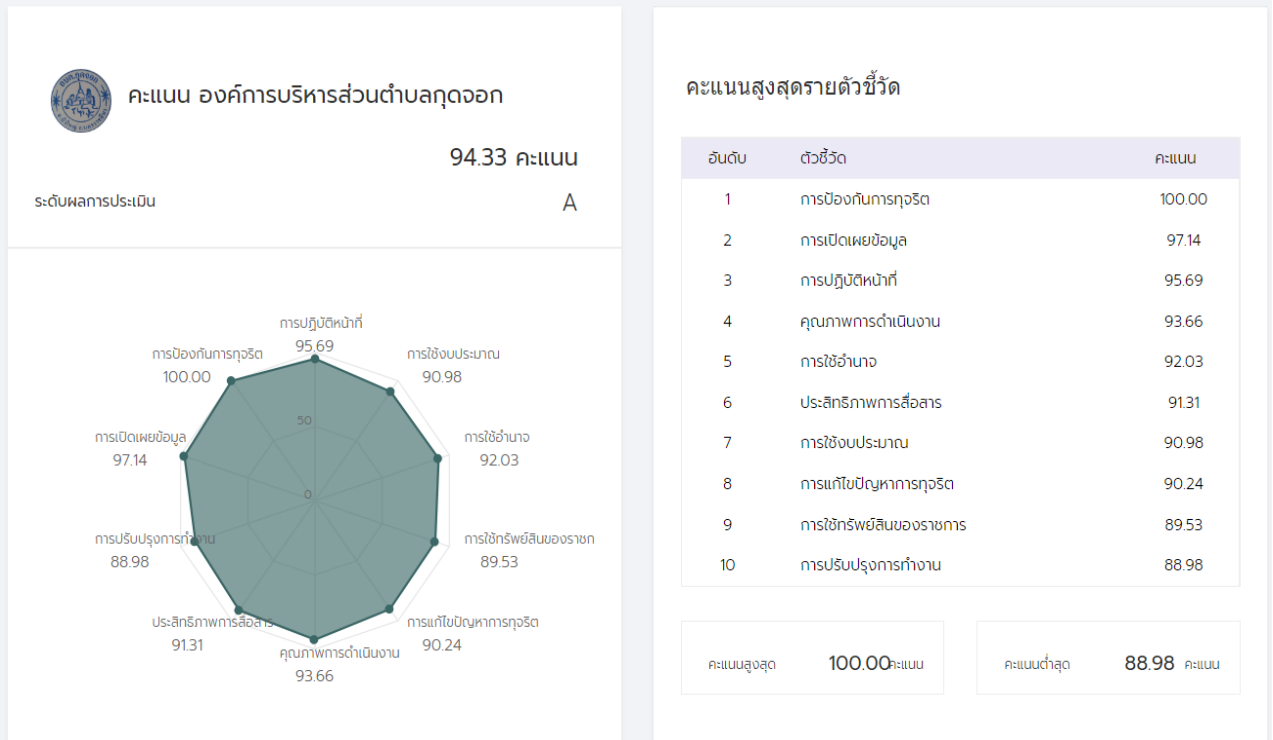 คะแนน องค์การบริหารส่วนตำบลกุดจอก
94.33 คะแนน
ระดับผลการประเมิน A
การปฏิบัติหน้าที่
95.69
การป้องกันการทุจริต
100.00
การใช้งบประมาณ
90.98
50
การเปิดเผยข้อมูล
97.14
การใช้อำนาจ
92.03
0
การปรับปรุงการทำงาน
88.98
การใช้ทรัพย์สินของราชก
89.53
ประสิทธิภาพการสื่อสาร
91.31
การแก้ไขปัญหาการทุจริต
90.24
คุณภาพการดำเนินงาน
93.66
คะแนนสูงสุดรายตัวชี้วัด
อันดับ ตัวชี้วัด คะแนน
1 การป้องกันการทุจริต 100.00
2 การเปิดเผยข้อมูล 97.14
3 การปฏิบัติหน้าที่ 95.69
4 คุณภาพการดำเนินงาน 93.66
5 การใช้อำนาจ 92.03
6 ประสิทธิภาพการสื่อสาร 91.31
7 การใช้งบประมาณ 90.98
8 การแก้ไขปัญหาการทุจริต 90.24
9 การใช้ทรัพย์สินของราชการ 89.53
10 การปรับปรุงการทำงาน 88.98
คะแนนสูงสุด 100.00คะแนน
คะแนนต่ำสุด 88.98 คะแนน